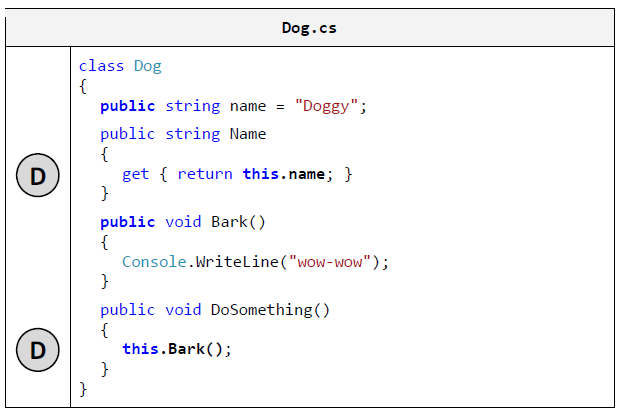 Dog.cs
class Dog
{
public string name = "Doggy";
public string Name
{
D
get { return this.name; }
}
public void Bark()
{
Console.WriteLine("wow-wow");
}
public void DoSomething()
{
D
this.Bark();
}
}